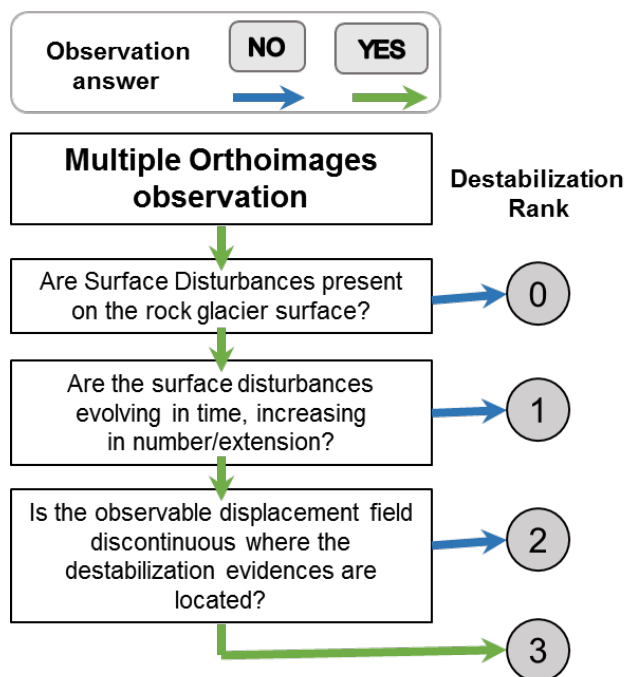 Observation
answer
NO
YES
Multiple Orthoimages
observation
Destabilization
Rank
Are Surface Disturbances present
on the rock glacier surface?
0
Are the surface disturbances
evolving in time, increasing
in number/extension?
1
Is the observable displacement field
discontinuous where the
destabilization evidences are
located?
2
3